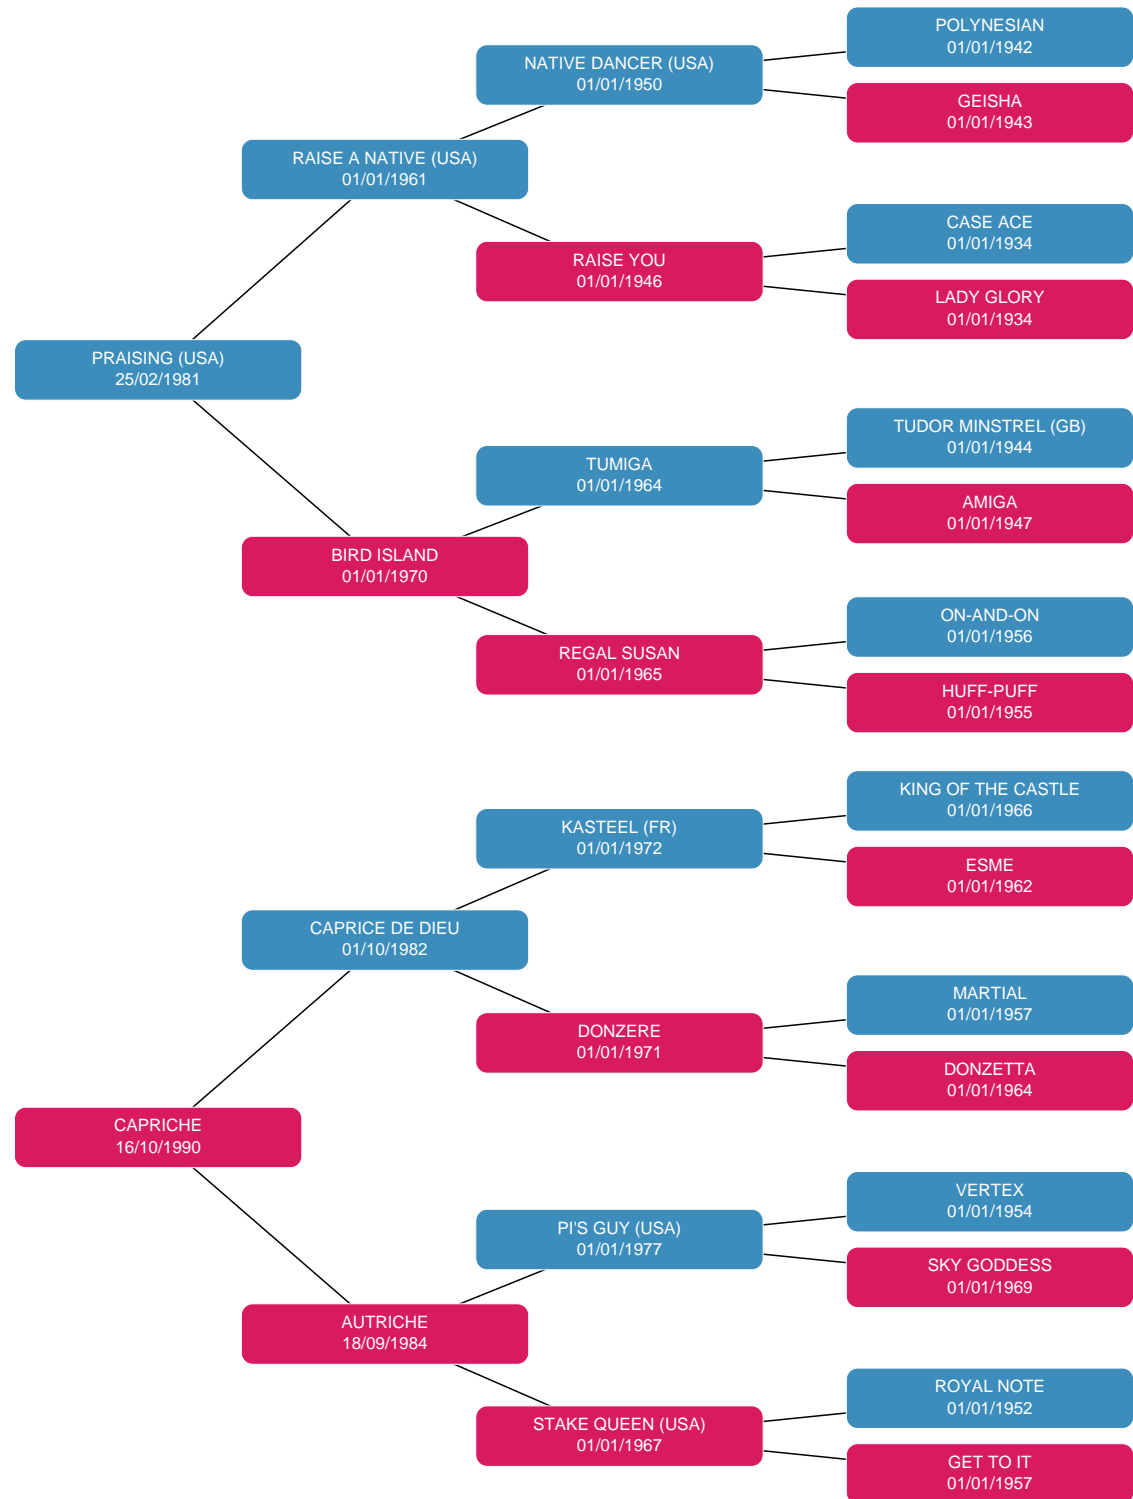 POLYNESIAN
01/01/1942
NATIVE DANCER (USA)
01/01/1950
GEISHA
01/01/1943
RAISE A NATIVE (USA)
01/01/1961
CASE ACE
01/01/1934
RAISE YOU
01/01/1946
LADY GLORY
01/01/1934
PRAISING (USA)
25/02/1981
TUDOR MINSTREL (GB)
01/01/1944
TUMIGA
01/01/1964
AMIGA
01/01/1947
BIRD ISLAND
01/01/1970
ON-AND-ON
01/01/1956
REGAL SUSAN
01/01/1965
HUFF-PUFF
01/01/1955
KING OF THE CASTLE
01/01/1966
KASTEEL (FR)
01/01/1972
ESME
01/01/1962
CAPRICE DE DIEU
01/10/1982
MARTIAL
01/01/1957
DONZERE
01/01/1971
DONZETTA
01/01/1964
CAPRICHE
16/10/1990
VERTEX
01/01/1954
PI'S GUY (USA)
01/01/1977
SKY GODDESS
01/01/1969
AUTRICHE
18/09/1984
ROYAL NOTE
01/01/1952
STAKE QUEEN (USA)
01/01/1967
GET TO IT
01/01/1957